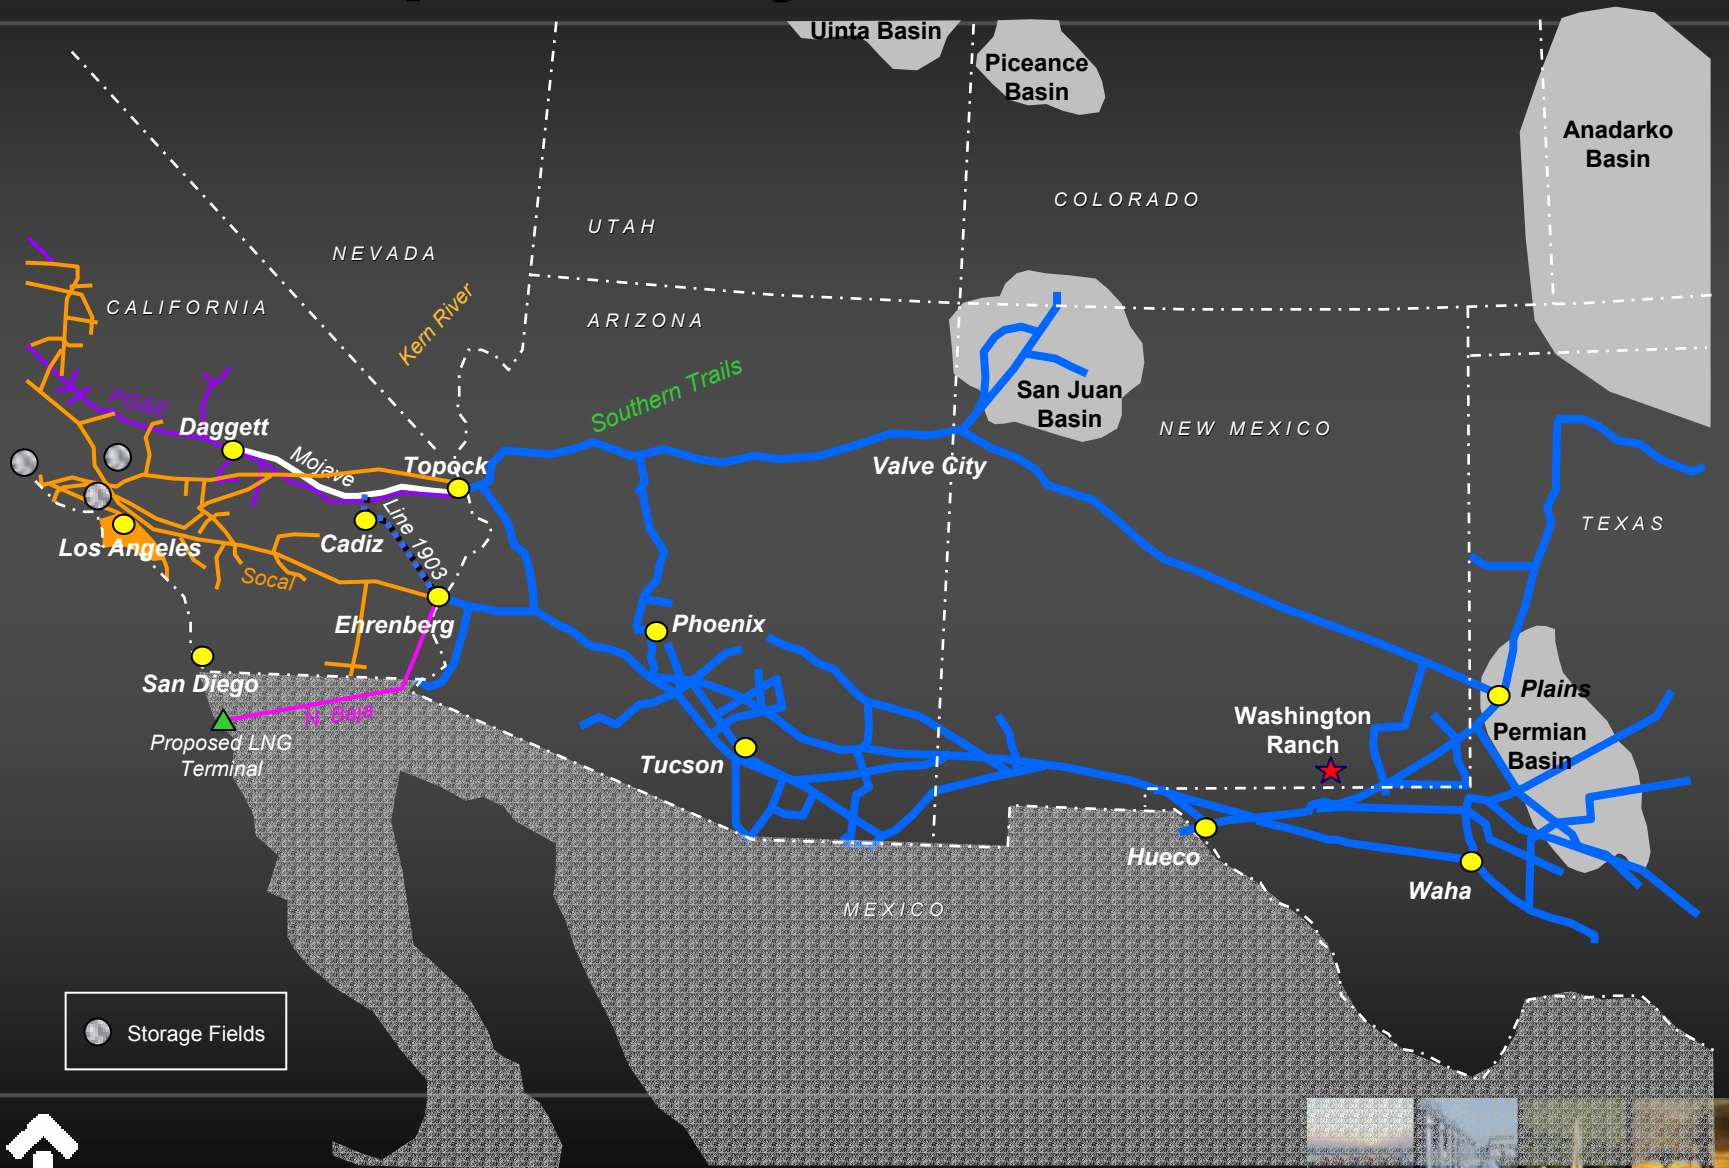 Uinta Basin
Piceance
Basin
Anadarko
Basin
COLORADO
UTAH
NEVADA
CALIFORNIA
Kern River
ARIZONA
Southern Trails
San Juan
Basin
NEW MEXICO
PG&E
Daggett
Mojave
Topock
Valve City
TEXAS
Line 1903
Los Angeles
Cadiz
Socal
Ehrenberg
Phoenix
San Diego
Plains
N. Baja
Washington
Ranch
Permian
Basin
Proposed LNG
Terminal
Tucson
Hueco
Waha
MEXICO
Storage Fields